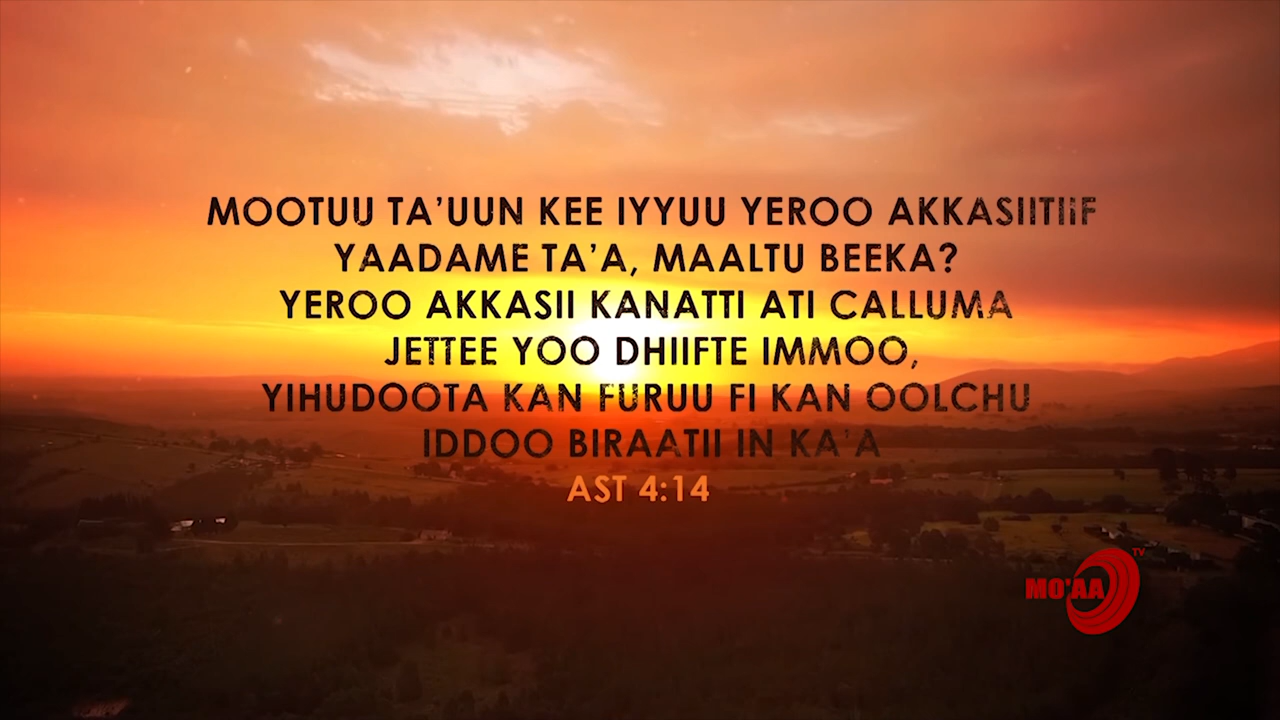 MOOTUU TA’UUN KEE IYYUU YEROO AKKASIITIIF
YAADAME TA’A, MAALTU BEEKA?
YEROO AKKASII KANATTI ATI CALLUMA
JETTEE YOO DHIIFTE IMMOO,
YIHUDOOTA KAN FURUU FI KAN OOLCHU
IDDOO BIRAATII IN KA’A
AST 4:14
MO'AA TV